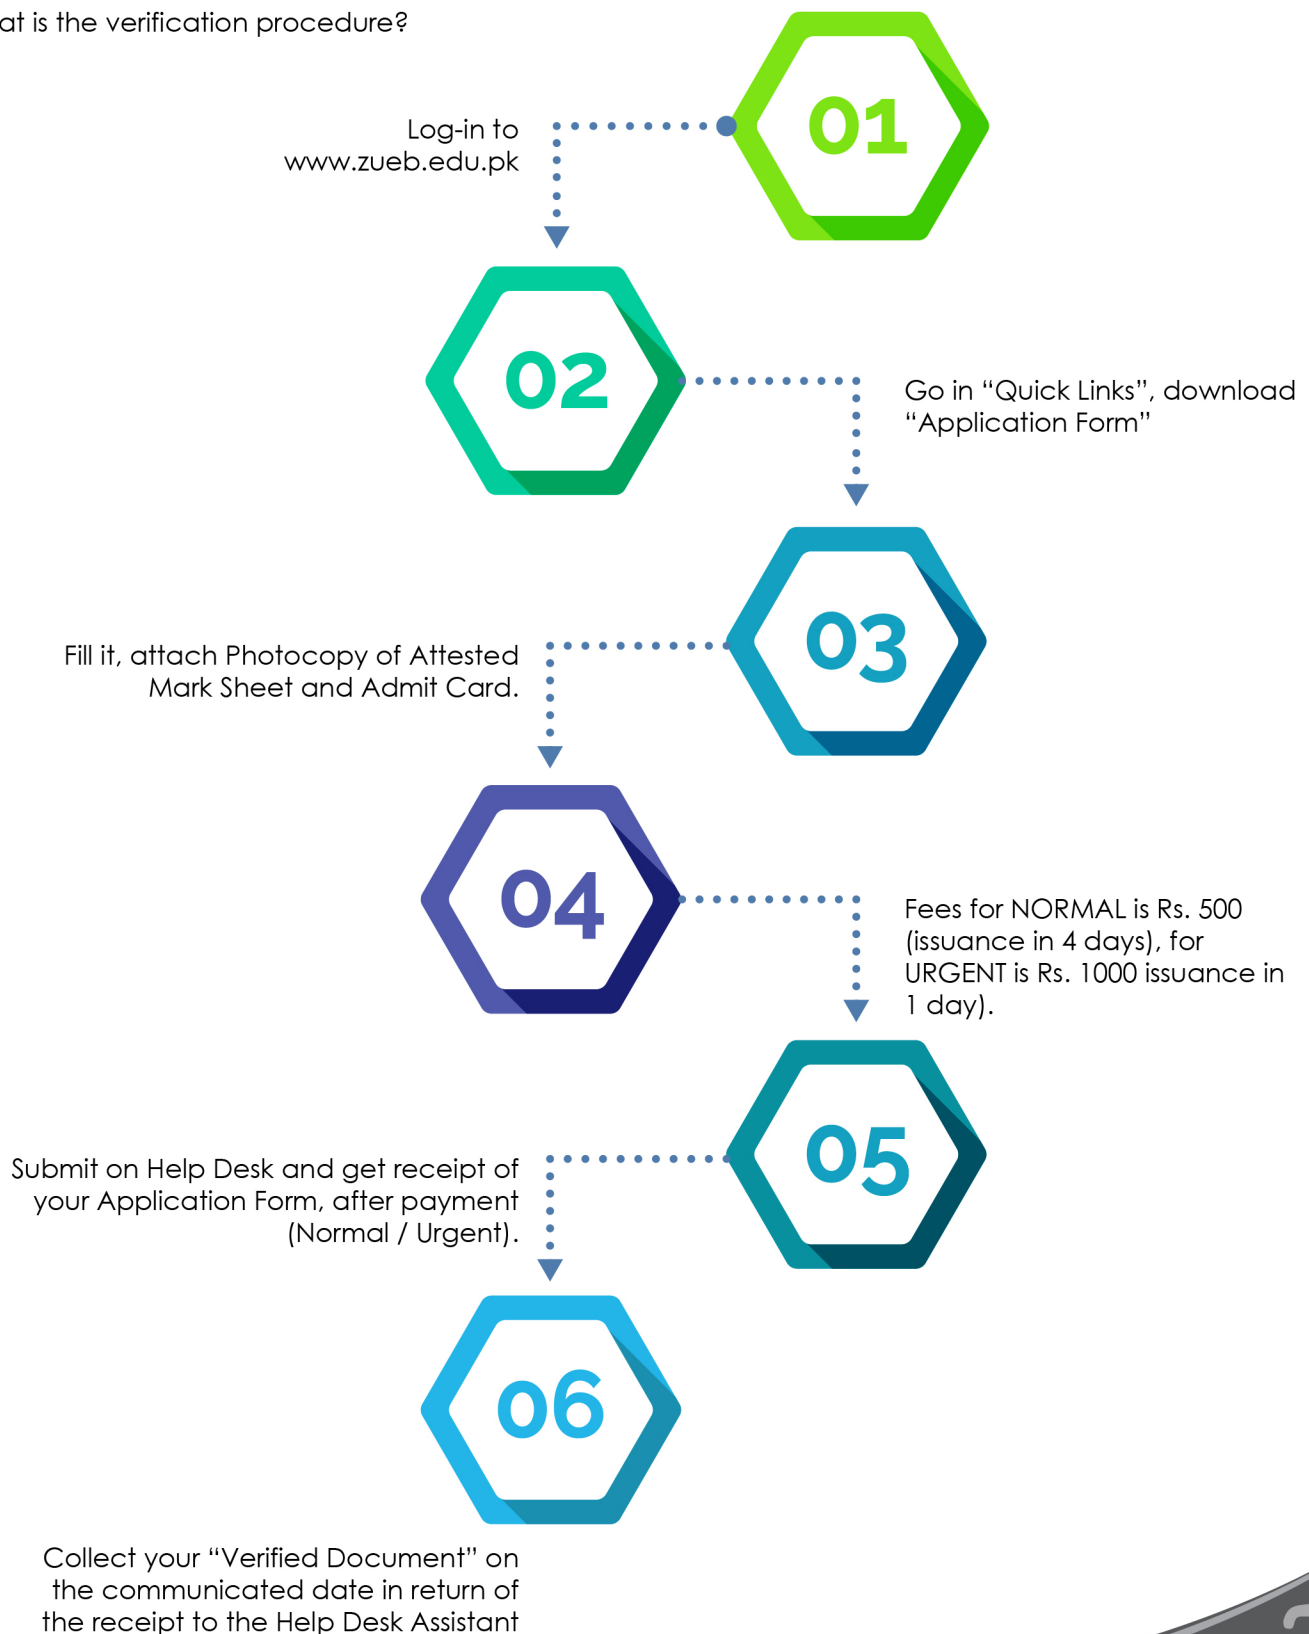 at is the verification procedure?
01
Log-in to
www.zueb.edu.pk
02
Go in “Quick Links”, download
“Application Form”
03
Fill it, attach Photocopy of Attested
Mark Sheet and Admit Card.
04
Fees for NORMAL is Rs. 500
(issuance in 4 days), for
URGENT is Rs. 1000 issuance in
1 day).
05
Submit on Help Desk and get receipt of
your Application Form, after payment
(Normal / Urgent).
06
Collect your “Verified Document” on
the communicated date in return of
the receipt to the Help Desk Assistant